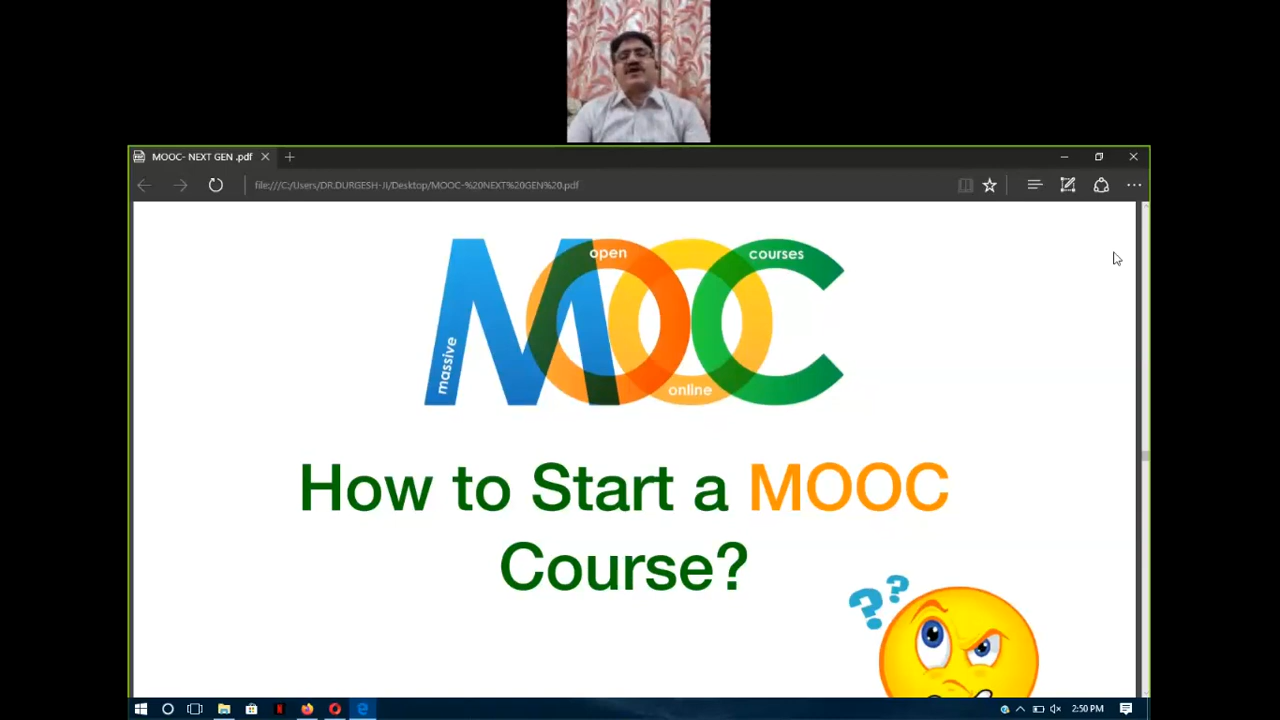 MOOC- NEXT GEN .pdf
file:///C:/Users/DR.DURGESH-JI/Desktop/MOOC-%20NEXT%20GEN%20.pdf
MOOC
massive
open
online
courses
How to Start a MOOC
Course?
??
2:50 PM